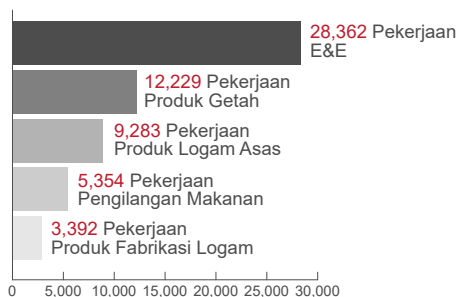 28,362 Pekerjaan
E&E
12,229 Pekerjaan
Produk Getah
9,283 Pekerjaan
Produk Logam Asas
5,354 Pekerjaan
Pengilangan Makanan
3,392 Pekerjaan
Produk Fabrikasi Logam
0 5,000 10,000 15,000 20,000 25,000 30,000